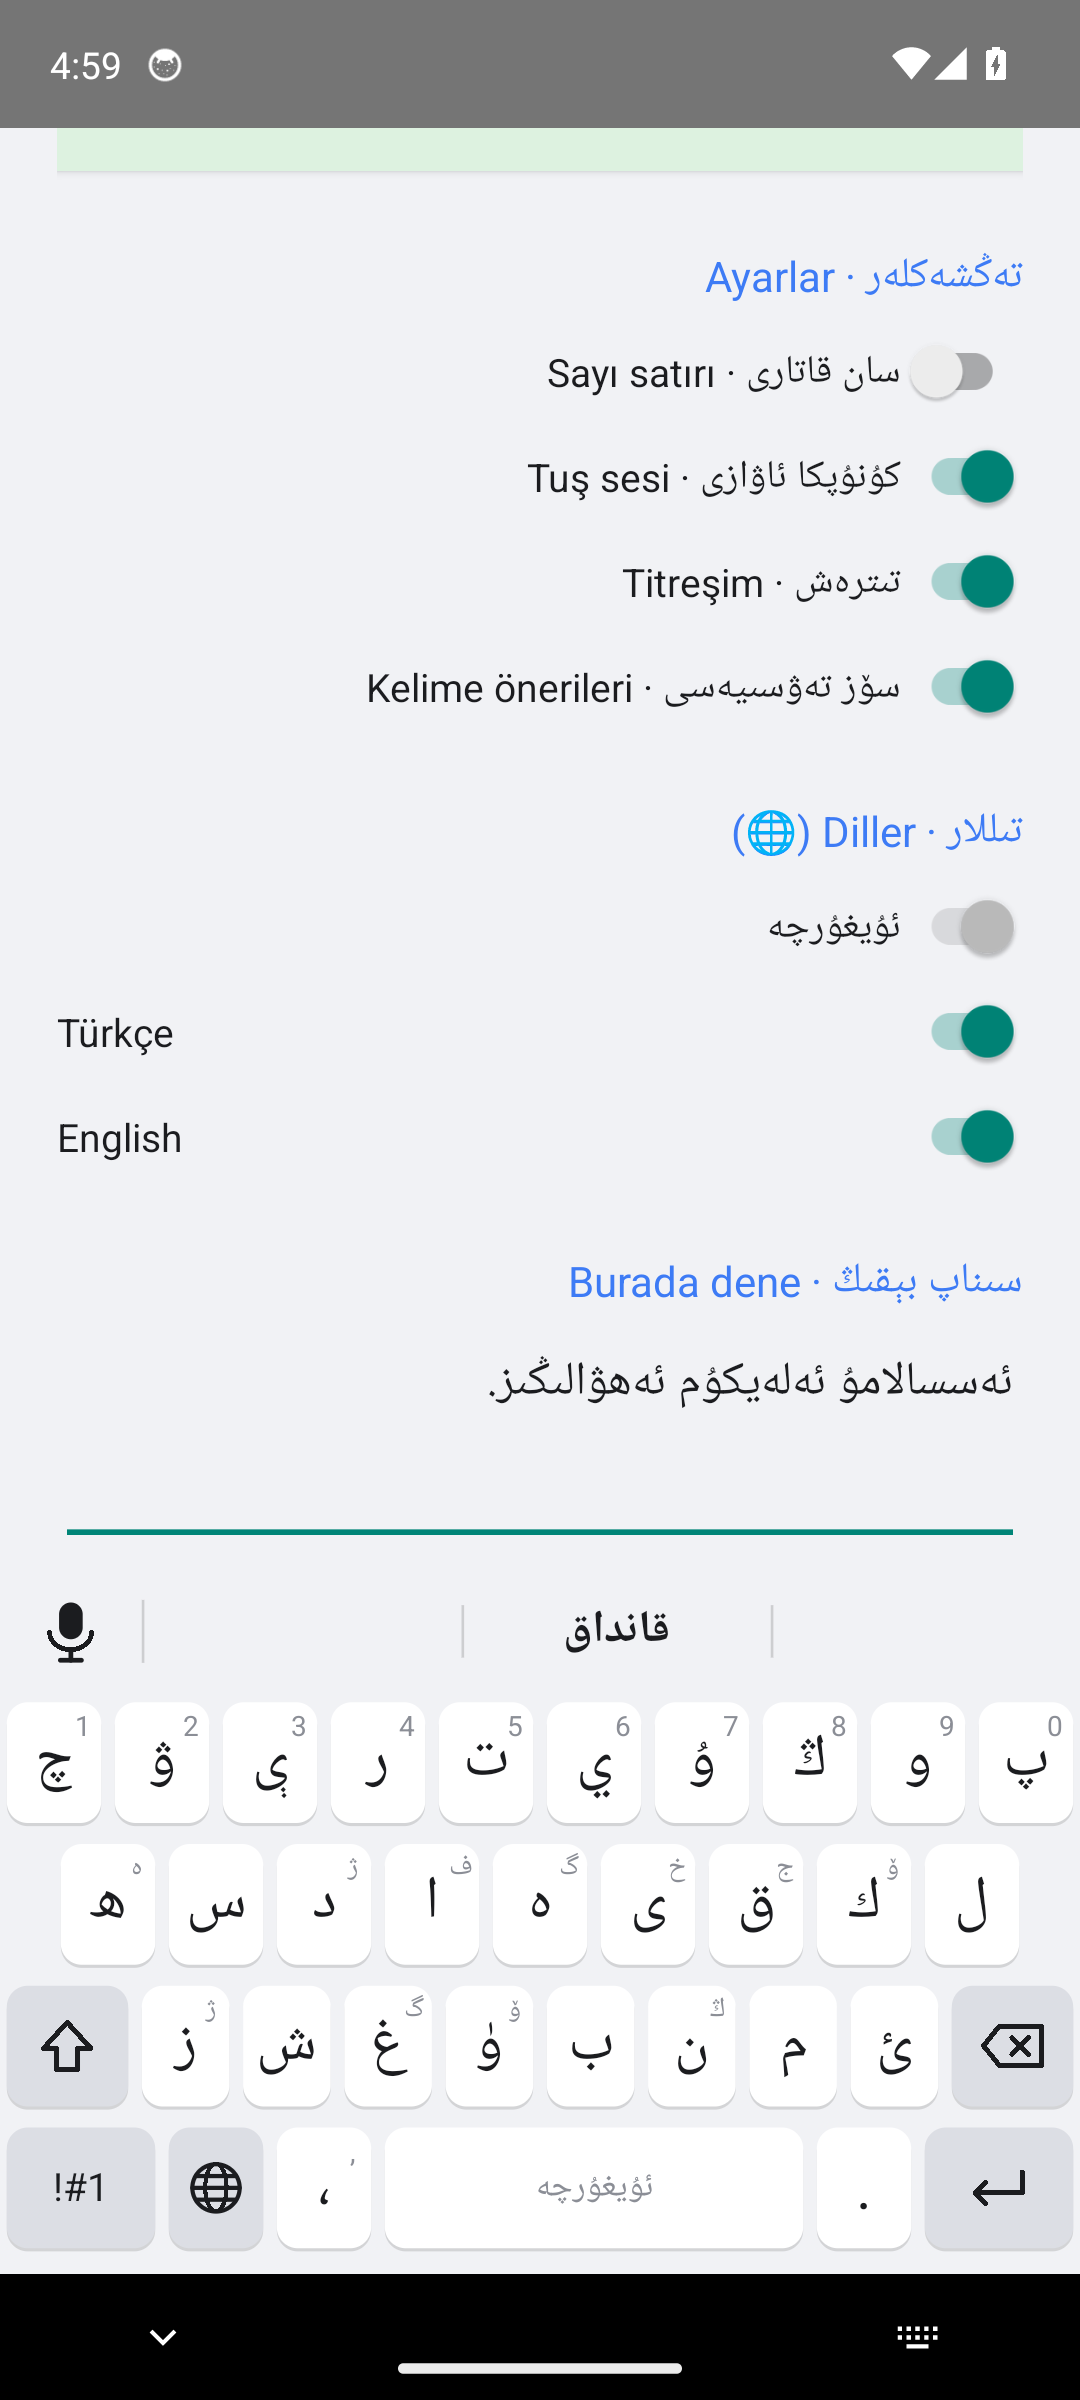 4:59
تەڭشەكلەر · Ayarlar
سان قاتارى · Sayı satırı
كۇنۇپكا ئاۋازى · Tuş sesi
تىترەش · Titreşim
سۆز تەۋسىيەسى · Kelime önerileri
تىللار · Diller (🌐)
ئۇيغۇرچە
Türkçe
English
سىناپ بېقىڭ · Burada dene
ئەسسالامۇ ئەلەيكۇم ئەھۋالىڭىز.
قانداق
1 2 3 4 5 6 7 8 9 0
چ ۋ ې ر ت ي ۇ ڭ و پ
ە ژ ف گ خ ج ۆ
ھ س د ا ە ى ق ك ل
ژ گ ۆ ڭ
ز ش غ ۈ ب ن م ئ
!#1 ، ’ ئۇيغۇرچە .